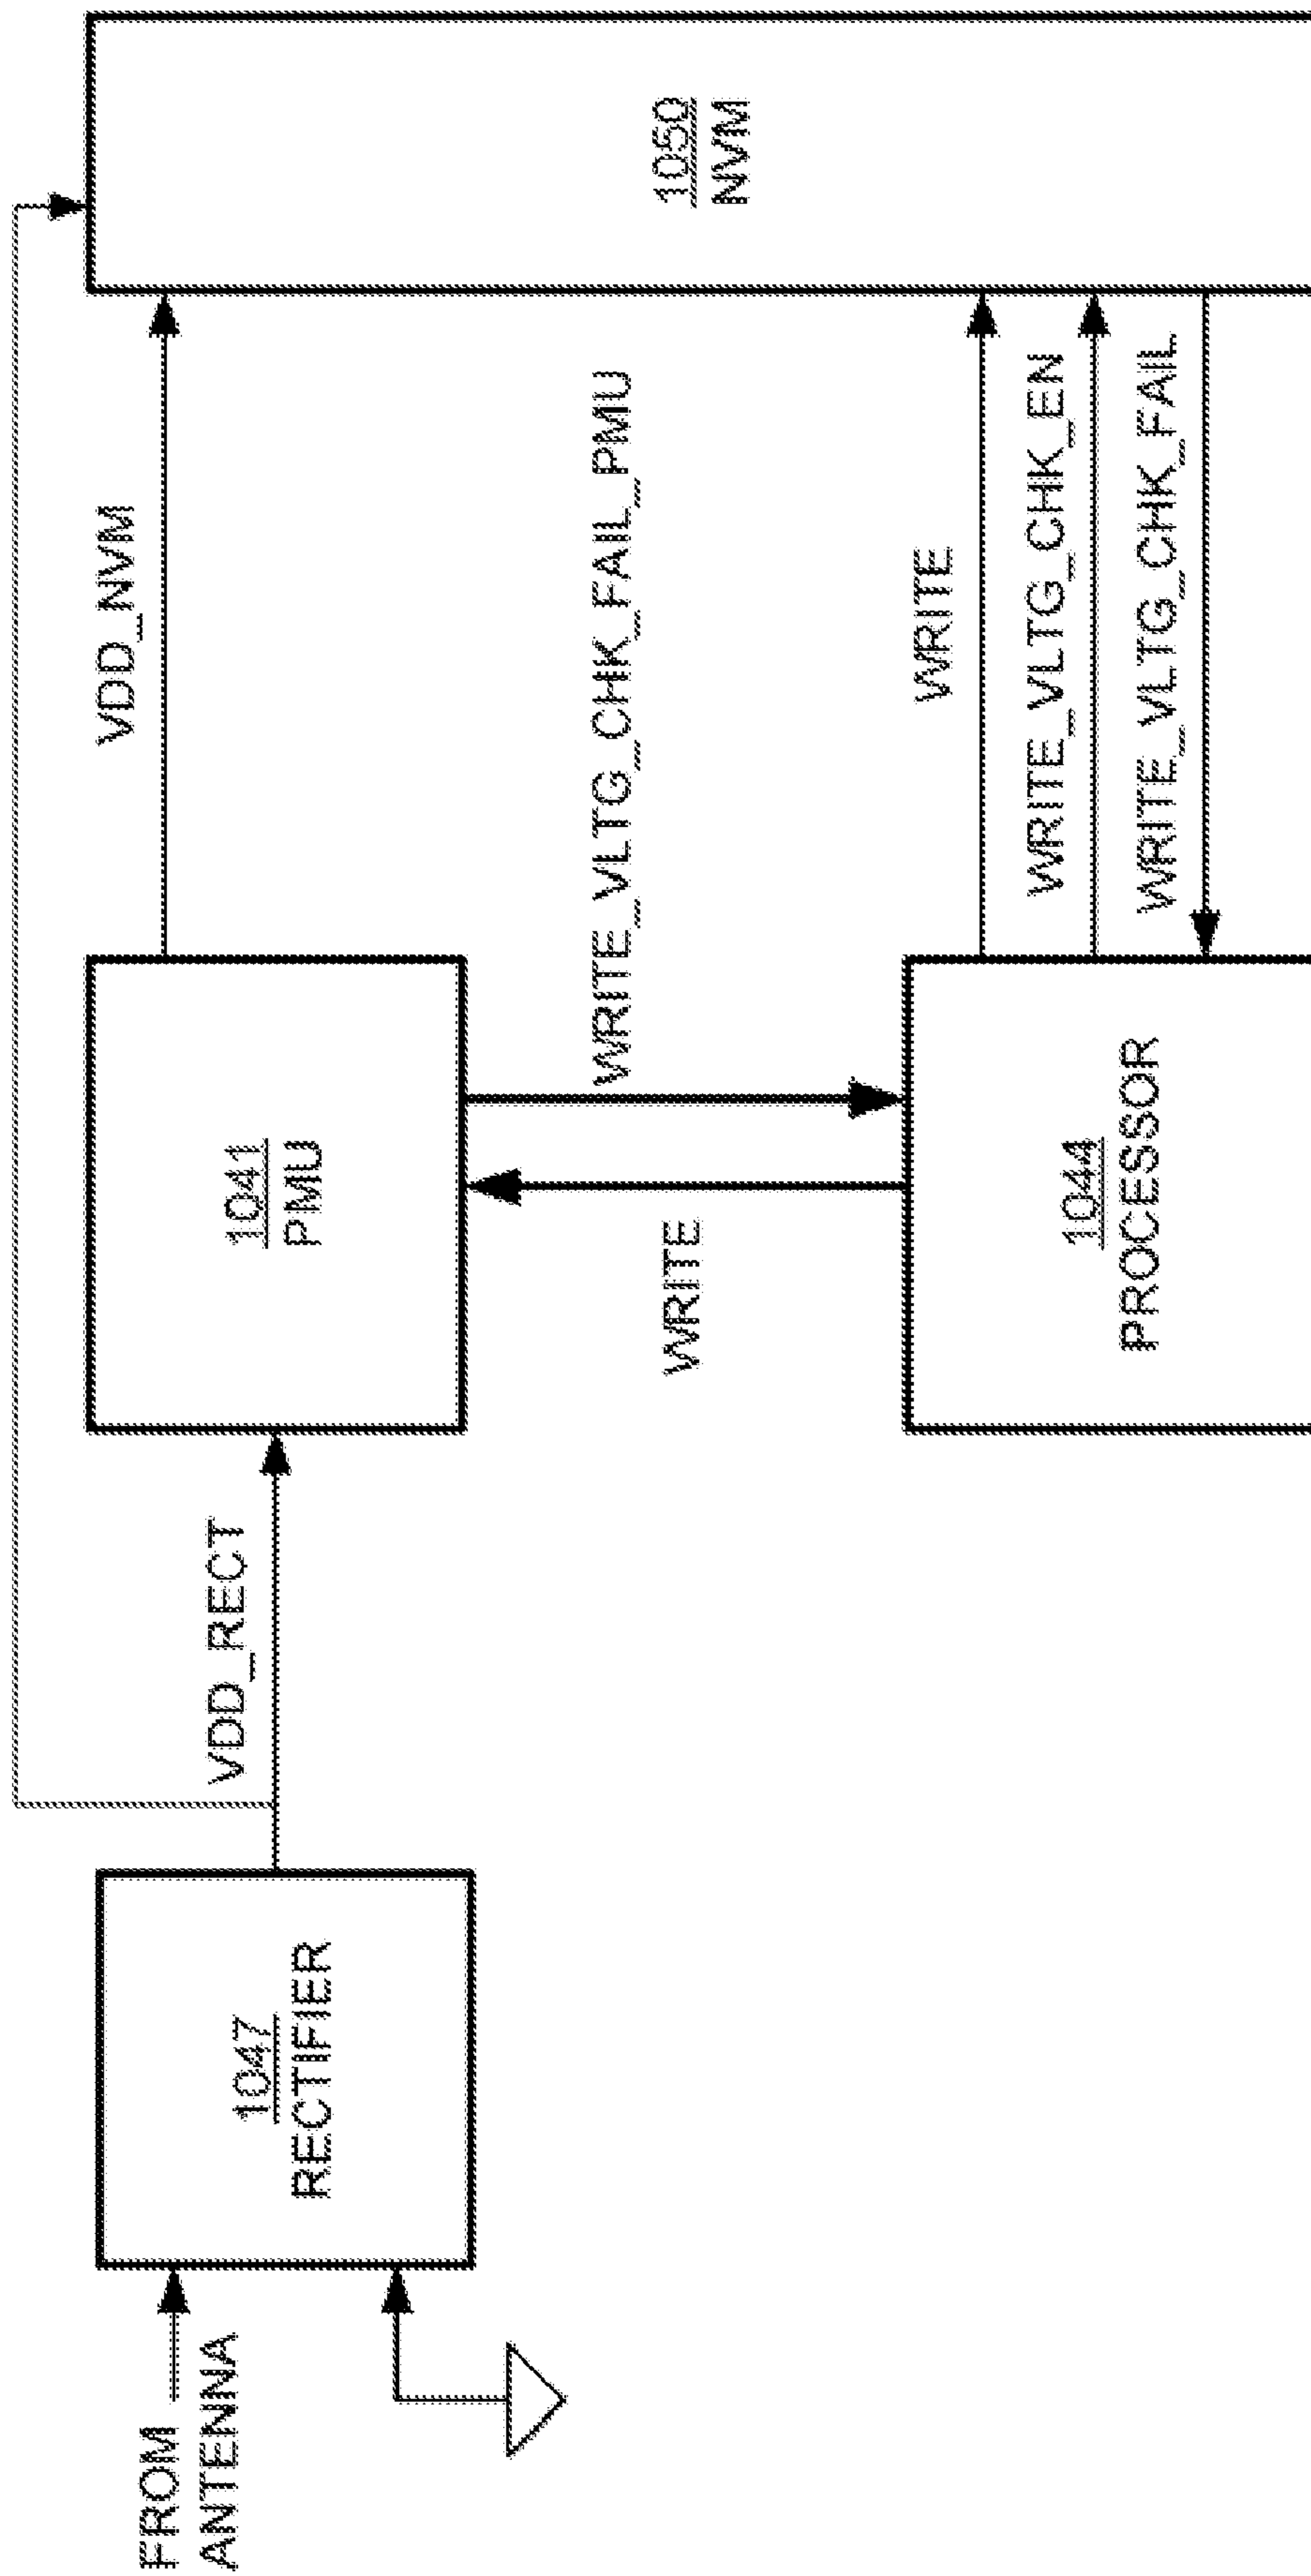 FROM
ANTENNA
1047
RECTIFIER
VDD_RECT
1041
PMU
VDD_NVM
WRITE
WRITE_VLTG_CHK_FAIL_PMU
1044
PROCESSOR
WRITE
WRITE_VLTG_CHK_EN
WRITE_VLTG_CHK_FAIL
1050
NVM